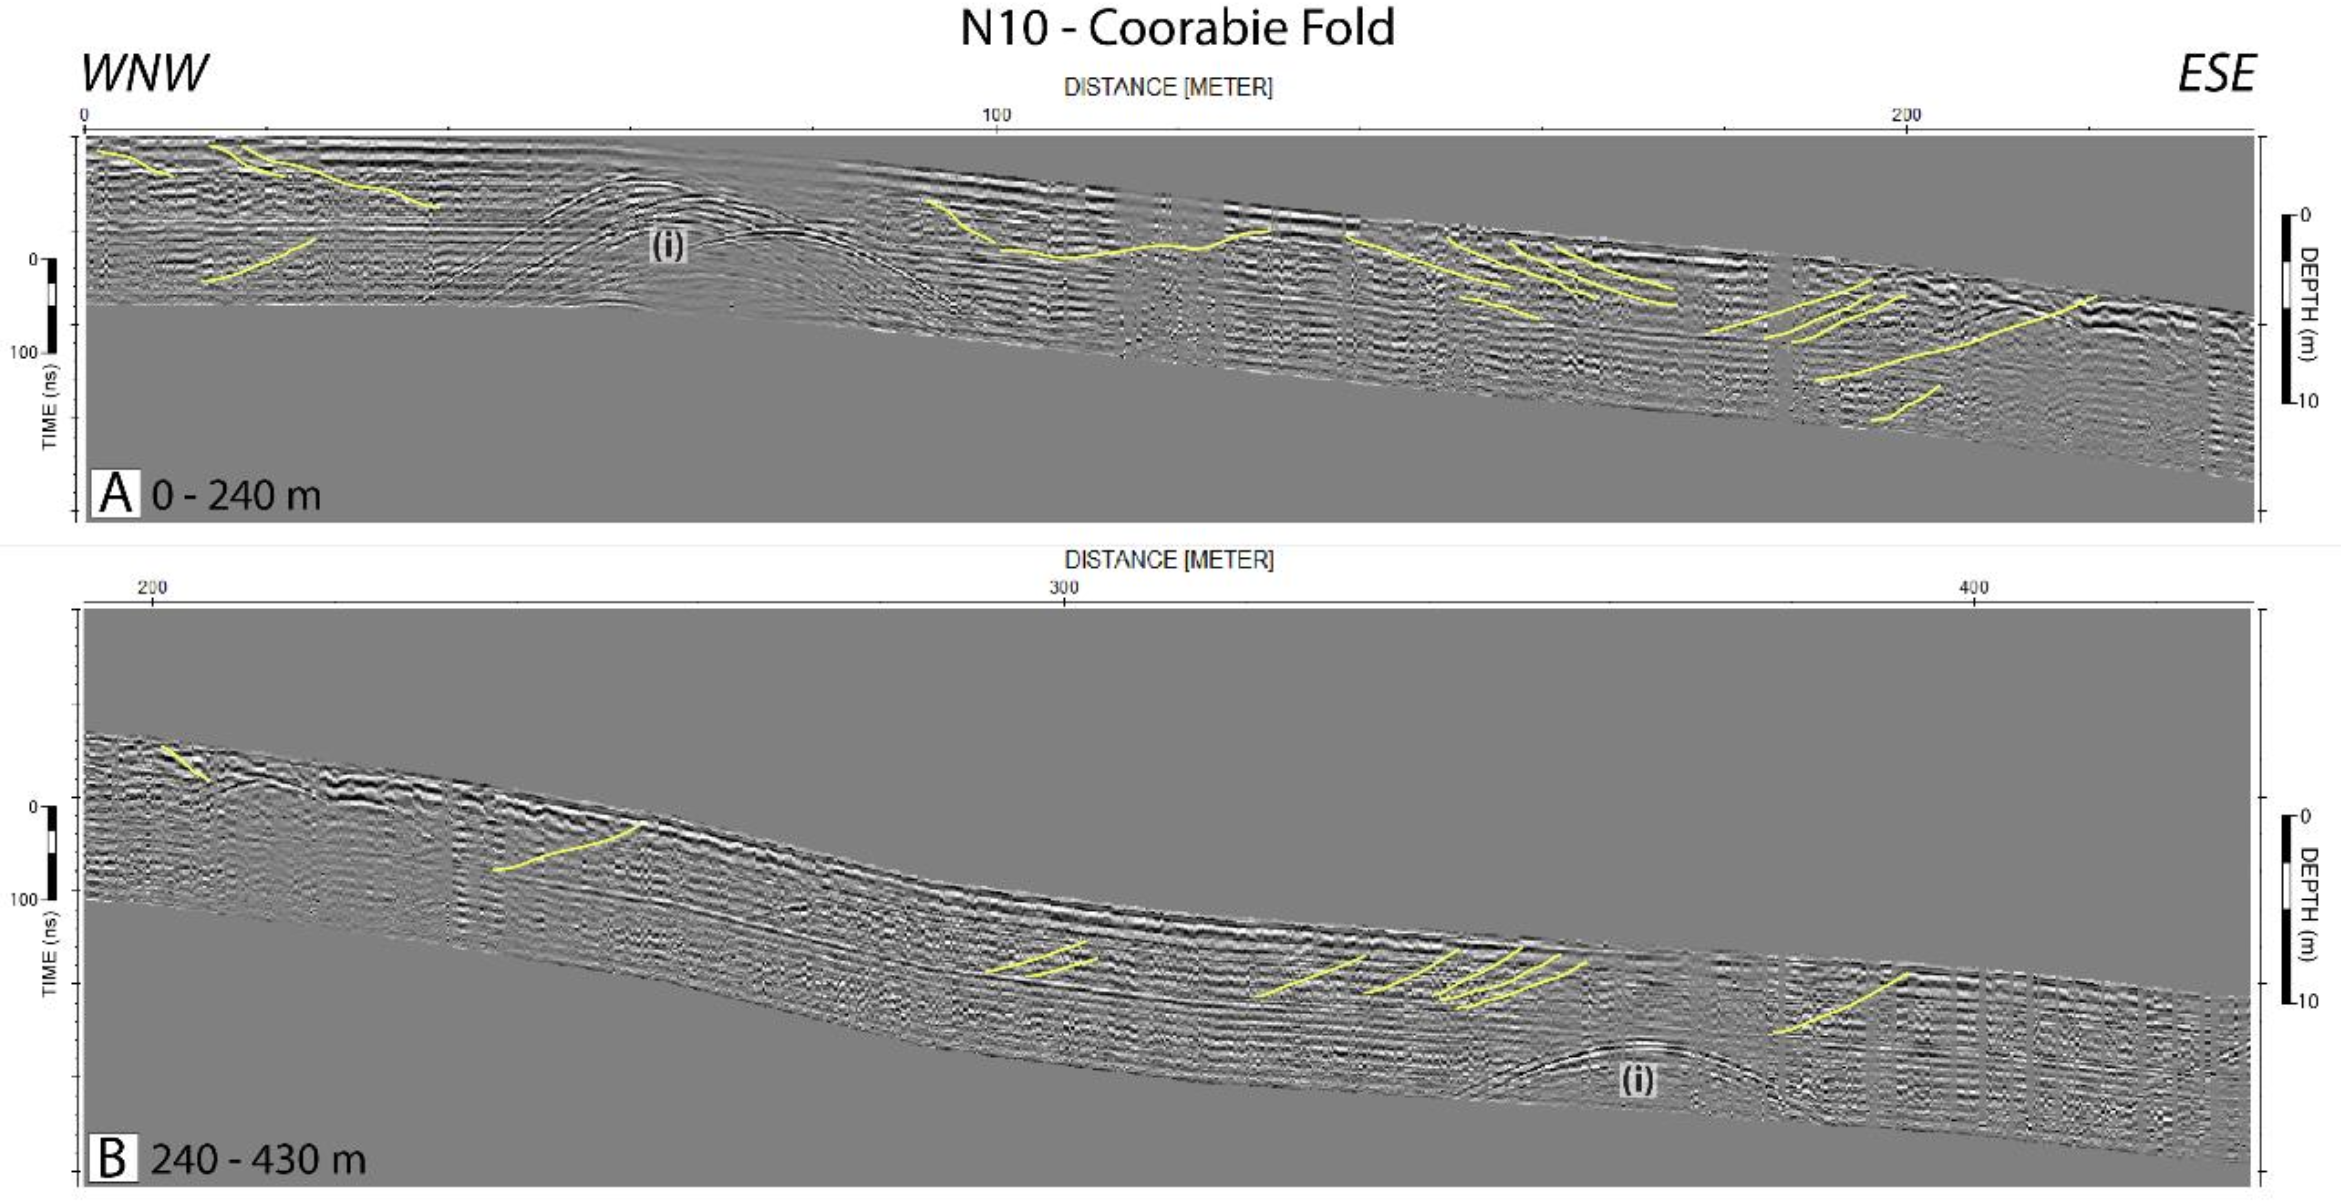 N10 - Coorabie Fold
WNW
ESE
DISTANCE [METER]
0 100 200
(i)
0
100
TIME (ns)
0
10
DEPTH (m)
A 0 - 240 m
DISTANCE [METER]
200 300 400
0
100
TIME (ns)
0
10
DEPTH (m)
(i)
B 240 - 430 m